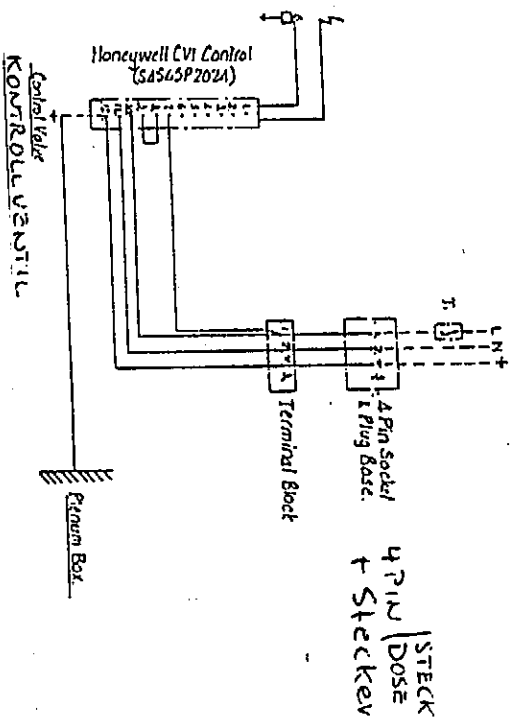 Honeywell CVI Control
(S4565P2021)
Control Valve
KONTROLLVENTIL
L
N
4 Pin Socket
& Plug Base.
Terminal Block
Plenum Box.
4 PIN STECK
DOSE
+ Stecker